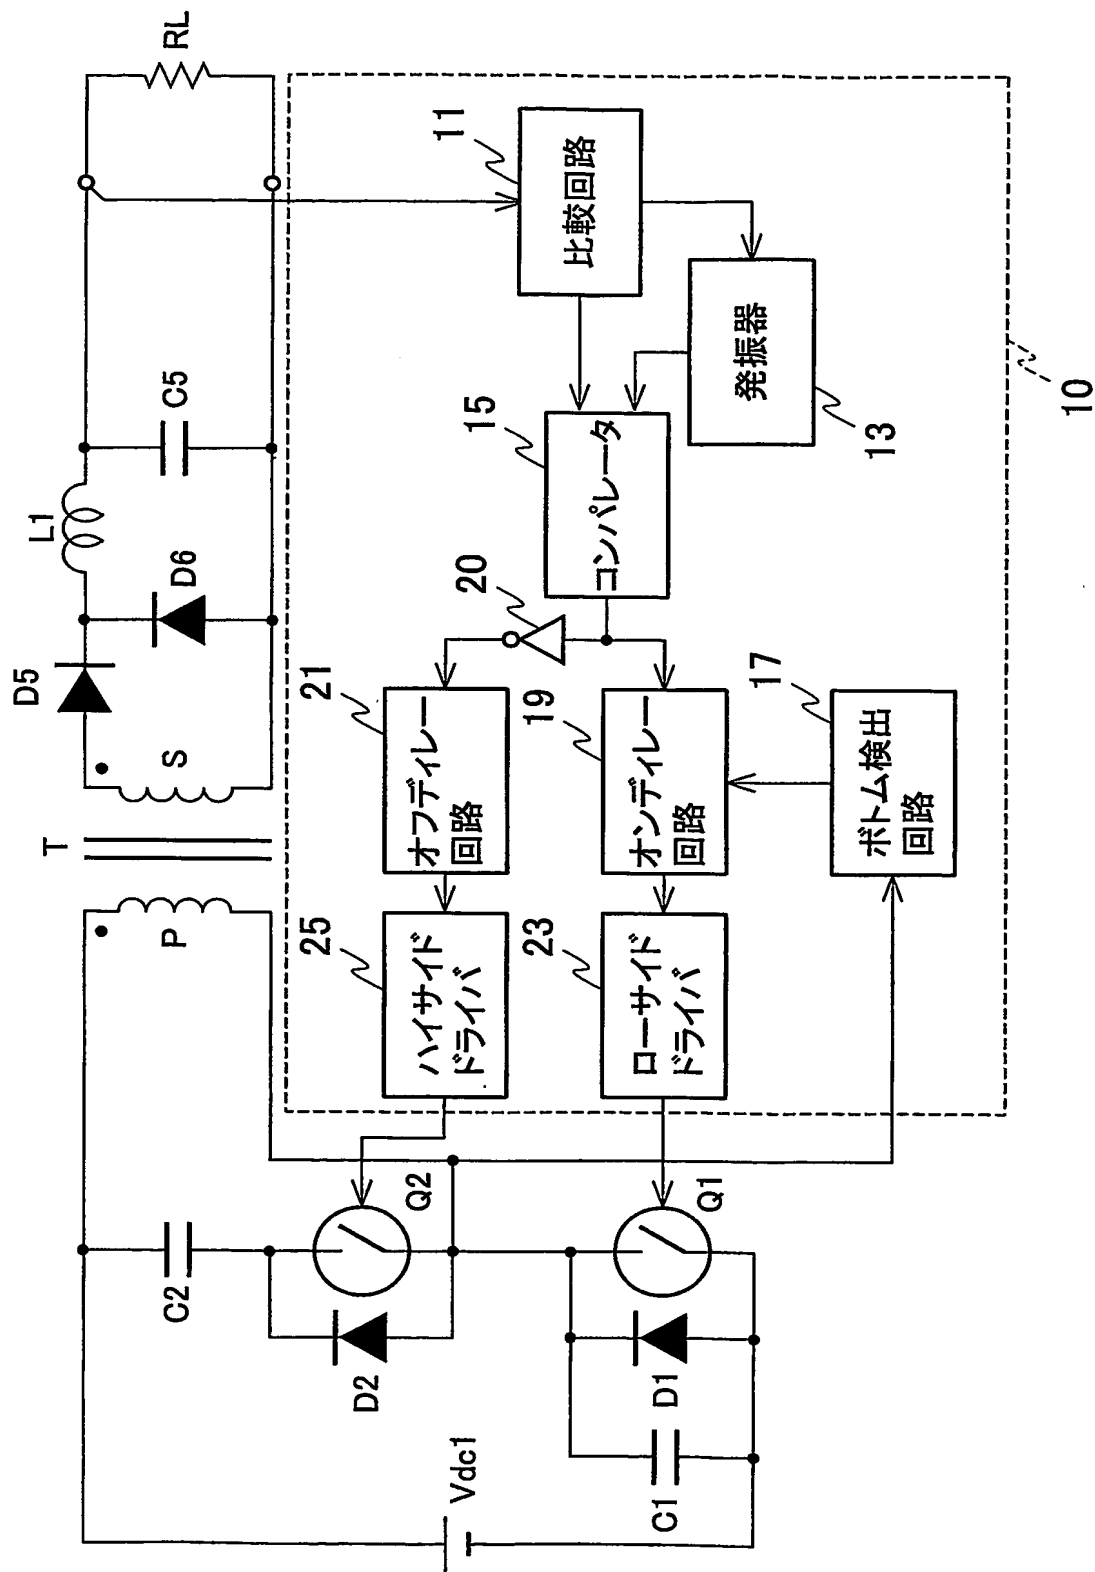 T
D5
L1
S
P
D6
C5
RL
C2
Vdc1
D2
Q2
C1
D1
Q1
25
ハイサイド
ドライバ
21
オフディレー
回路
20
15
コンパレータ
11
比較回路
23
ローサイド
ドライバ
19
オンディレー
回路
17
ボトム検出
回路
発振器
13
10